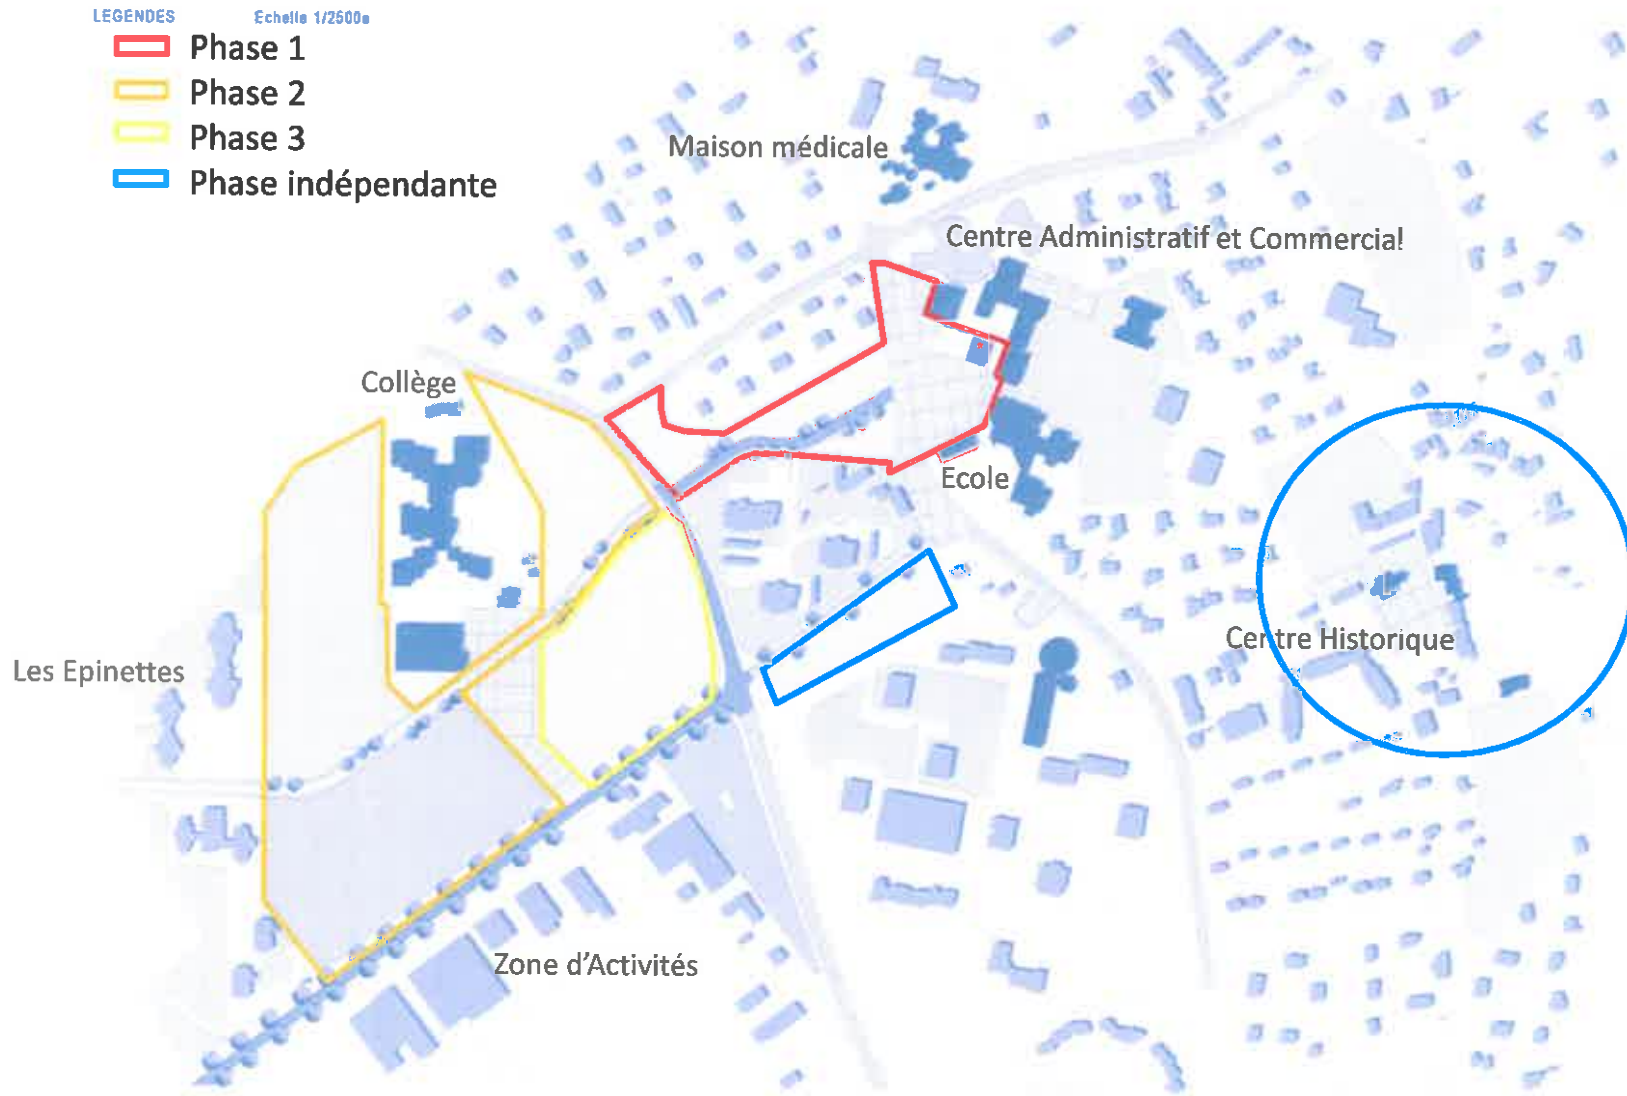 LEGENDES Echelle 1/2500e
Phase 1
Phase 2
Phase 3
Phase indépendante
Maison médicale
Centre Administratif et Commercial
Collège
Ecole
Centre Historique
Les Epinettes
Zone d'Activités